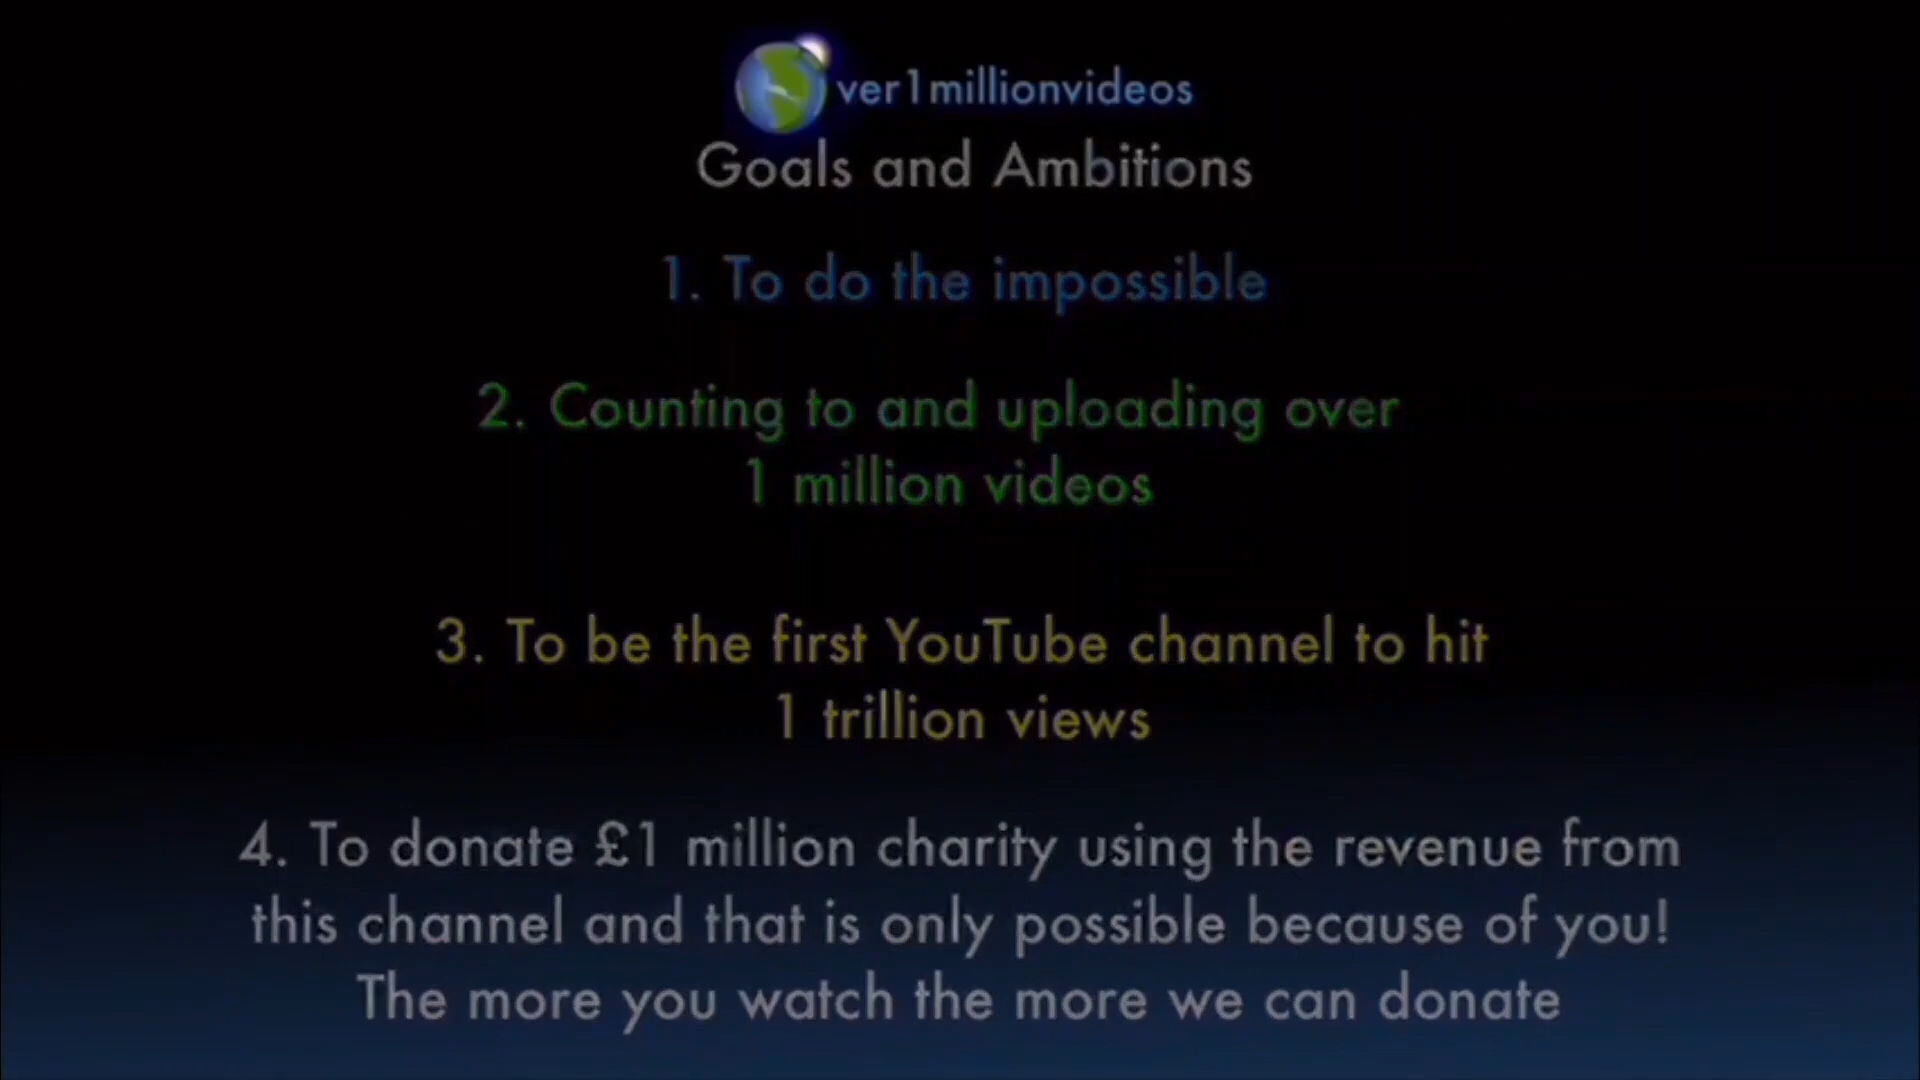 ver1millionvideos
Goals and Ambitions
1. To do the impossible
2. Counting to and uploading over
1 million videos
3. To be the first YouTube channel to hit
1 trillion views
4. To donate £1 million charity using the revenue from
this channel and that is only possible because of you!
The more you watch the more we can donate